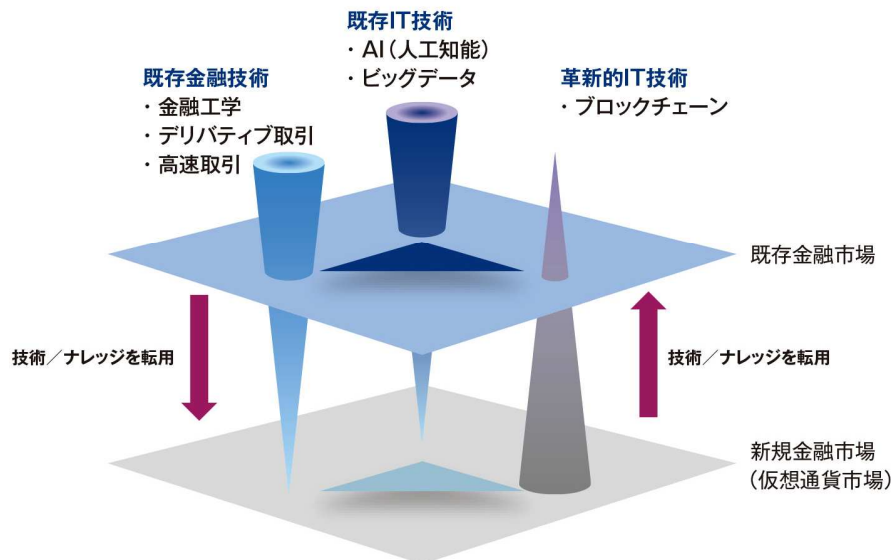 既存IT技術
・ AI（人工知能）
・ ビッグデータ
既存金融技術
・ 金融工学
・ デリバティブ取引
・ 高速取引
革新的IT技術
・ ブロックチェーン
既存金融市場
技術／ナレッジを転用
技術／ナレッジを転用
新規金融市場
（仮想通貨市場）